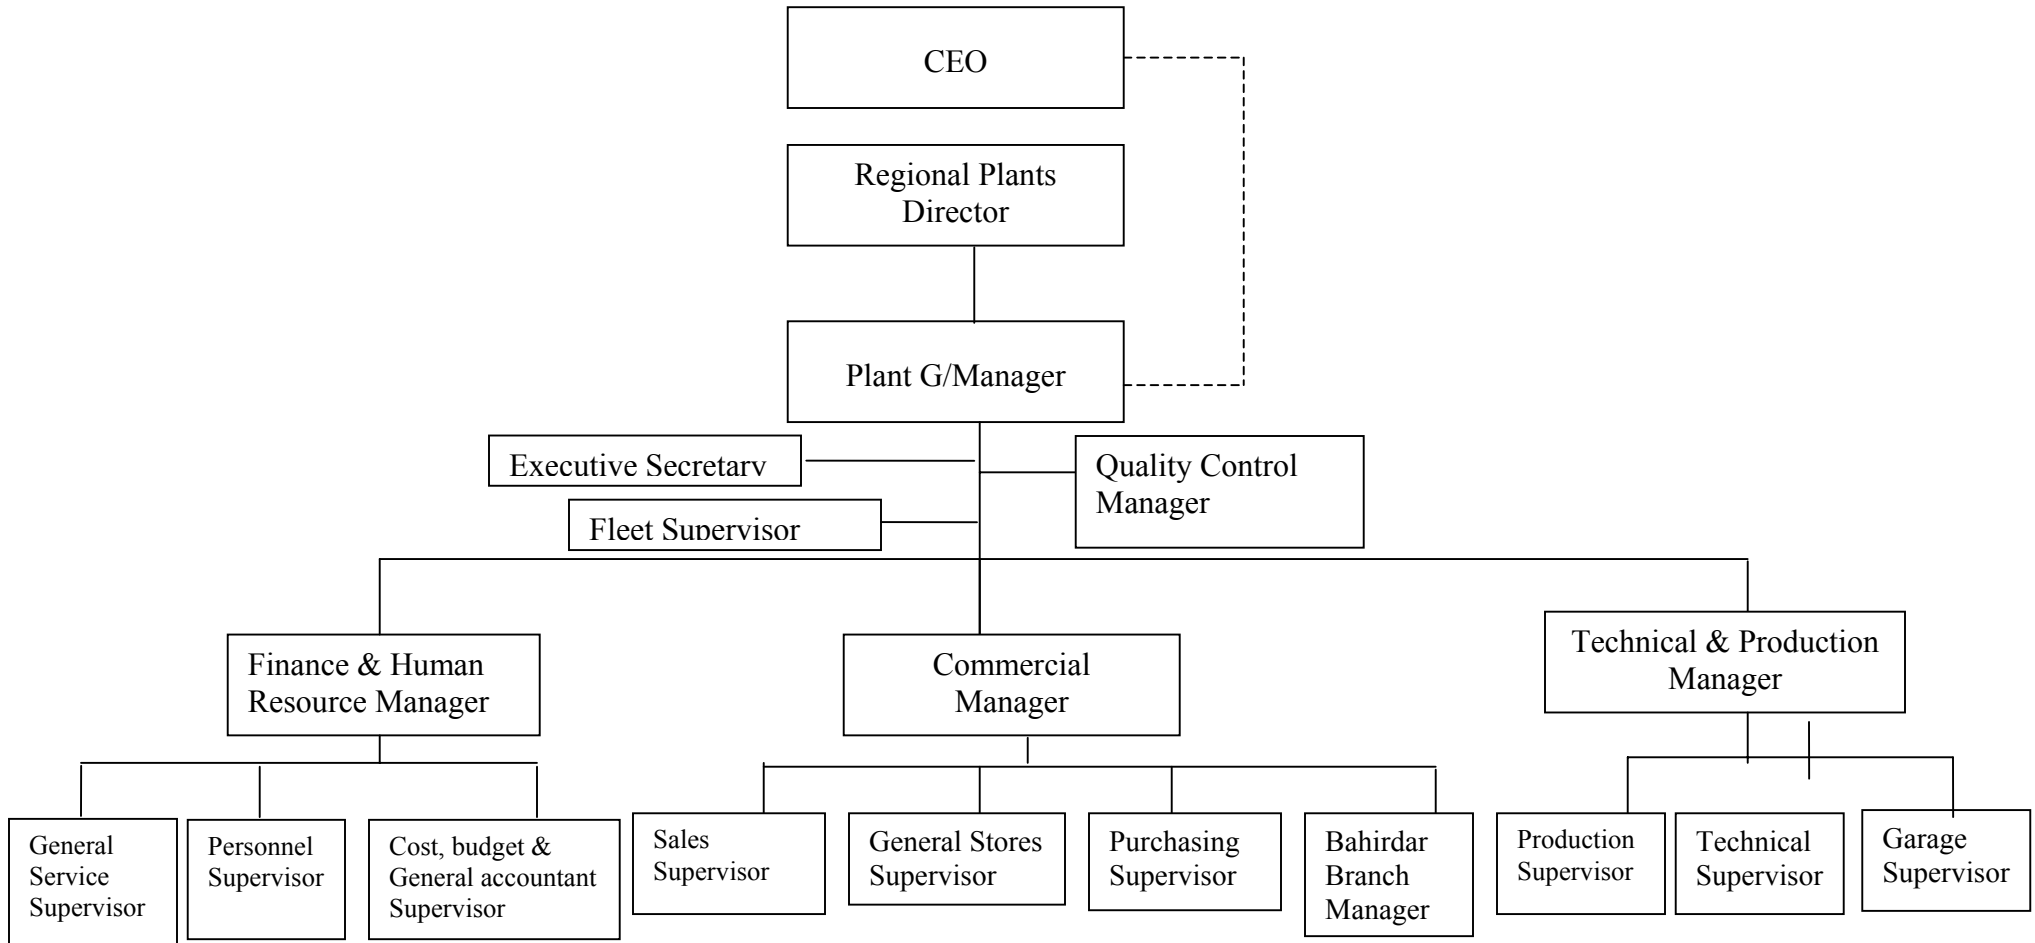 CEO
Regional Plants
Director
Plant G/Manager
Executive Secretary
Quality Control
Manager
Fleet Supervisor
Finance & Human
Resource Manager
Commercial
Manager
Technical & Production
Manager
General
Service
Supervisor
Personnel
Supervisor
Cost, budget &
General accountant
Supervisor
Sales
Supervisor
General Stores
Supervisor
Purchasing
Supervisor
Bahirdar
Branch
Manager
Production
Supervisor
Technical
Supervisor
Garage
Supervisor